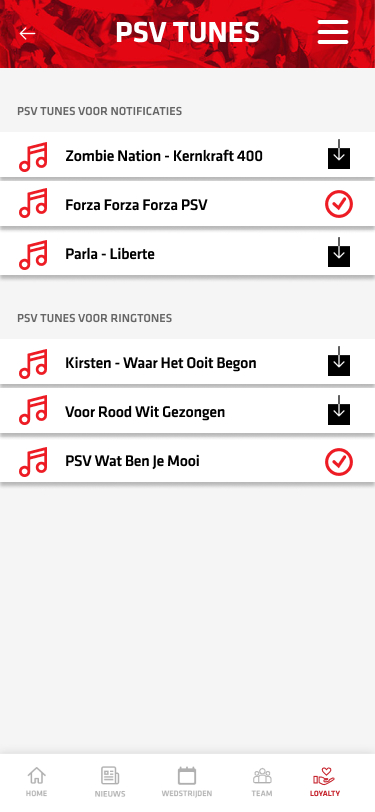 PSV TUNES
PSV TUNES VOOR NOTIFICATIES
Zombie Nation - Kernkraft 400
Forza Forza Forza PSV
Parla - Liberte
PSV TUNES VOOR RINGTONES
Kirsten - Waar Het Ooit Begon
Voor Rood Wit Gezongen
PSV Wat Ben Je Mooi
HOME NIEUWS WEDSTRIJDEN TEAM LOYALTY